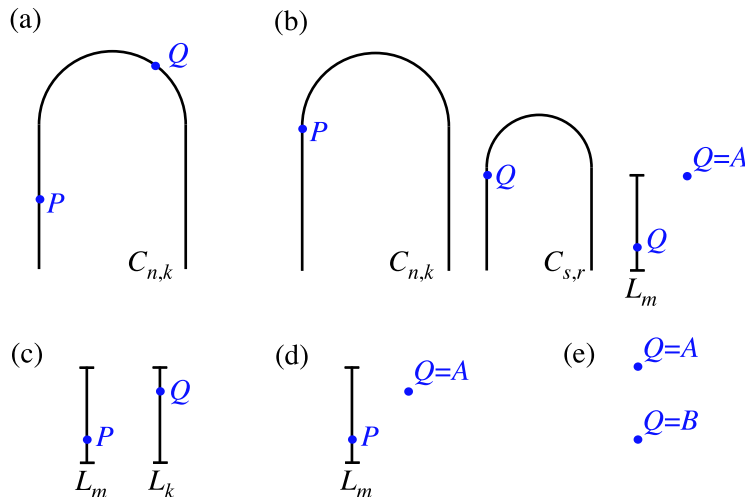 (a)
Q
P
C_{n,k}
(b)
P
C_{n,k}
Q
C_{s,r}
Q=A
Q
L_m
(c)
P
L_m
Q
L_k
(d)
Q=A
P
L_m
(e)
Q=A
Q=B